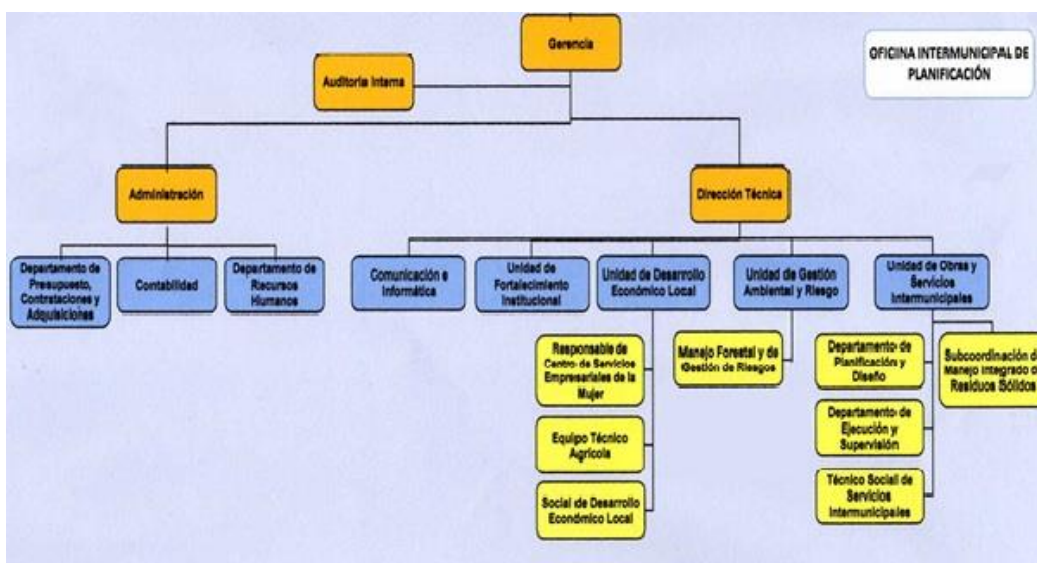 Gerencia
OFICINA INTERMUNICIPAL DE
PLANIFICACIÓN
Auditoría Interna
Administración
Dirección Técnica
Departamento de
Presupuesto,
Contrataciones y
Adquisiciones
Contabilidad
Departamento de
Recursos
Humanos
Comunicación e
Informática
Unidad de
Fortalecimiento
Institucional
Unidad de Desarrollo
Económico Local
Unidad de Gestión
Ambiental y Riesgo
Unidad de Obras y
Servicios
Intermunicipales
Responsable de
Centro de Servicios
Empresariales de la
Mujer
Equipo Técnico
Agrícola
Social de Desarrollo
Económico Local
Manejo Forestal y de
Gestión de Riesgos
Departamento de
Planificación y
Diseño
Departamento de
Ejecución y
Supervisión
Técnico Social de
Servicios
Intermunicipales
Subcoordinación d
Manejo Integrado d
Residuos Sólidos